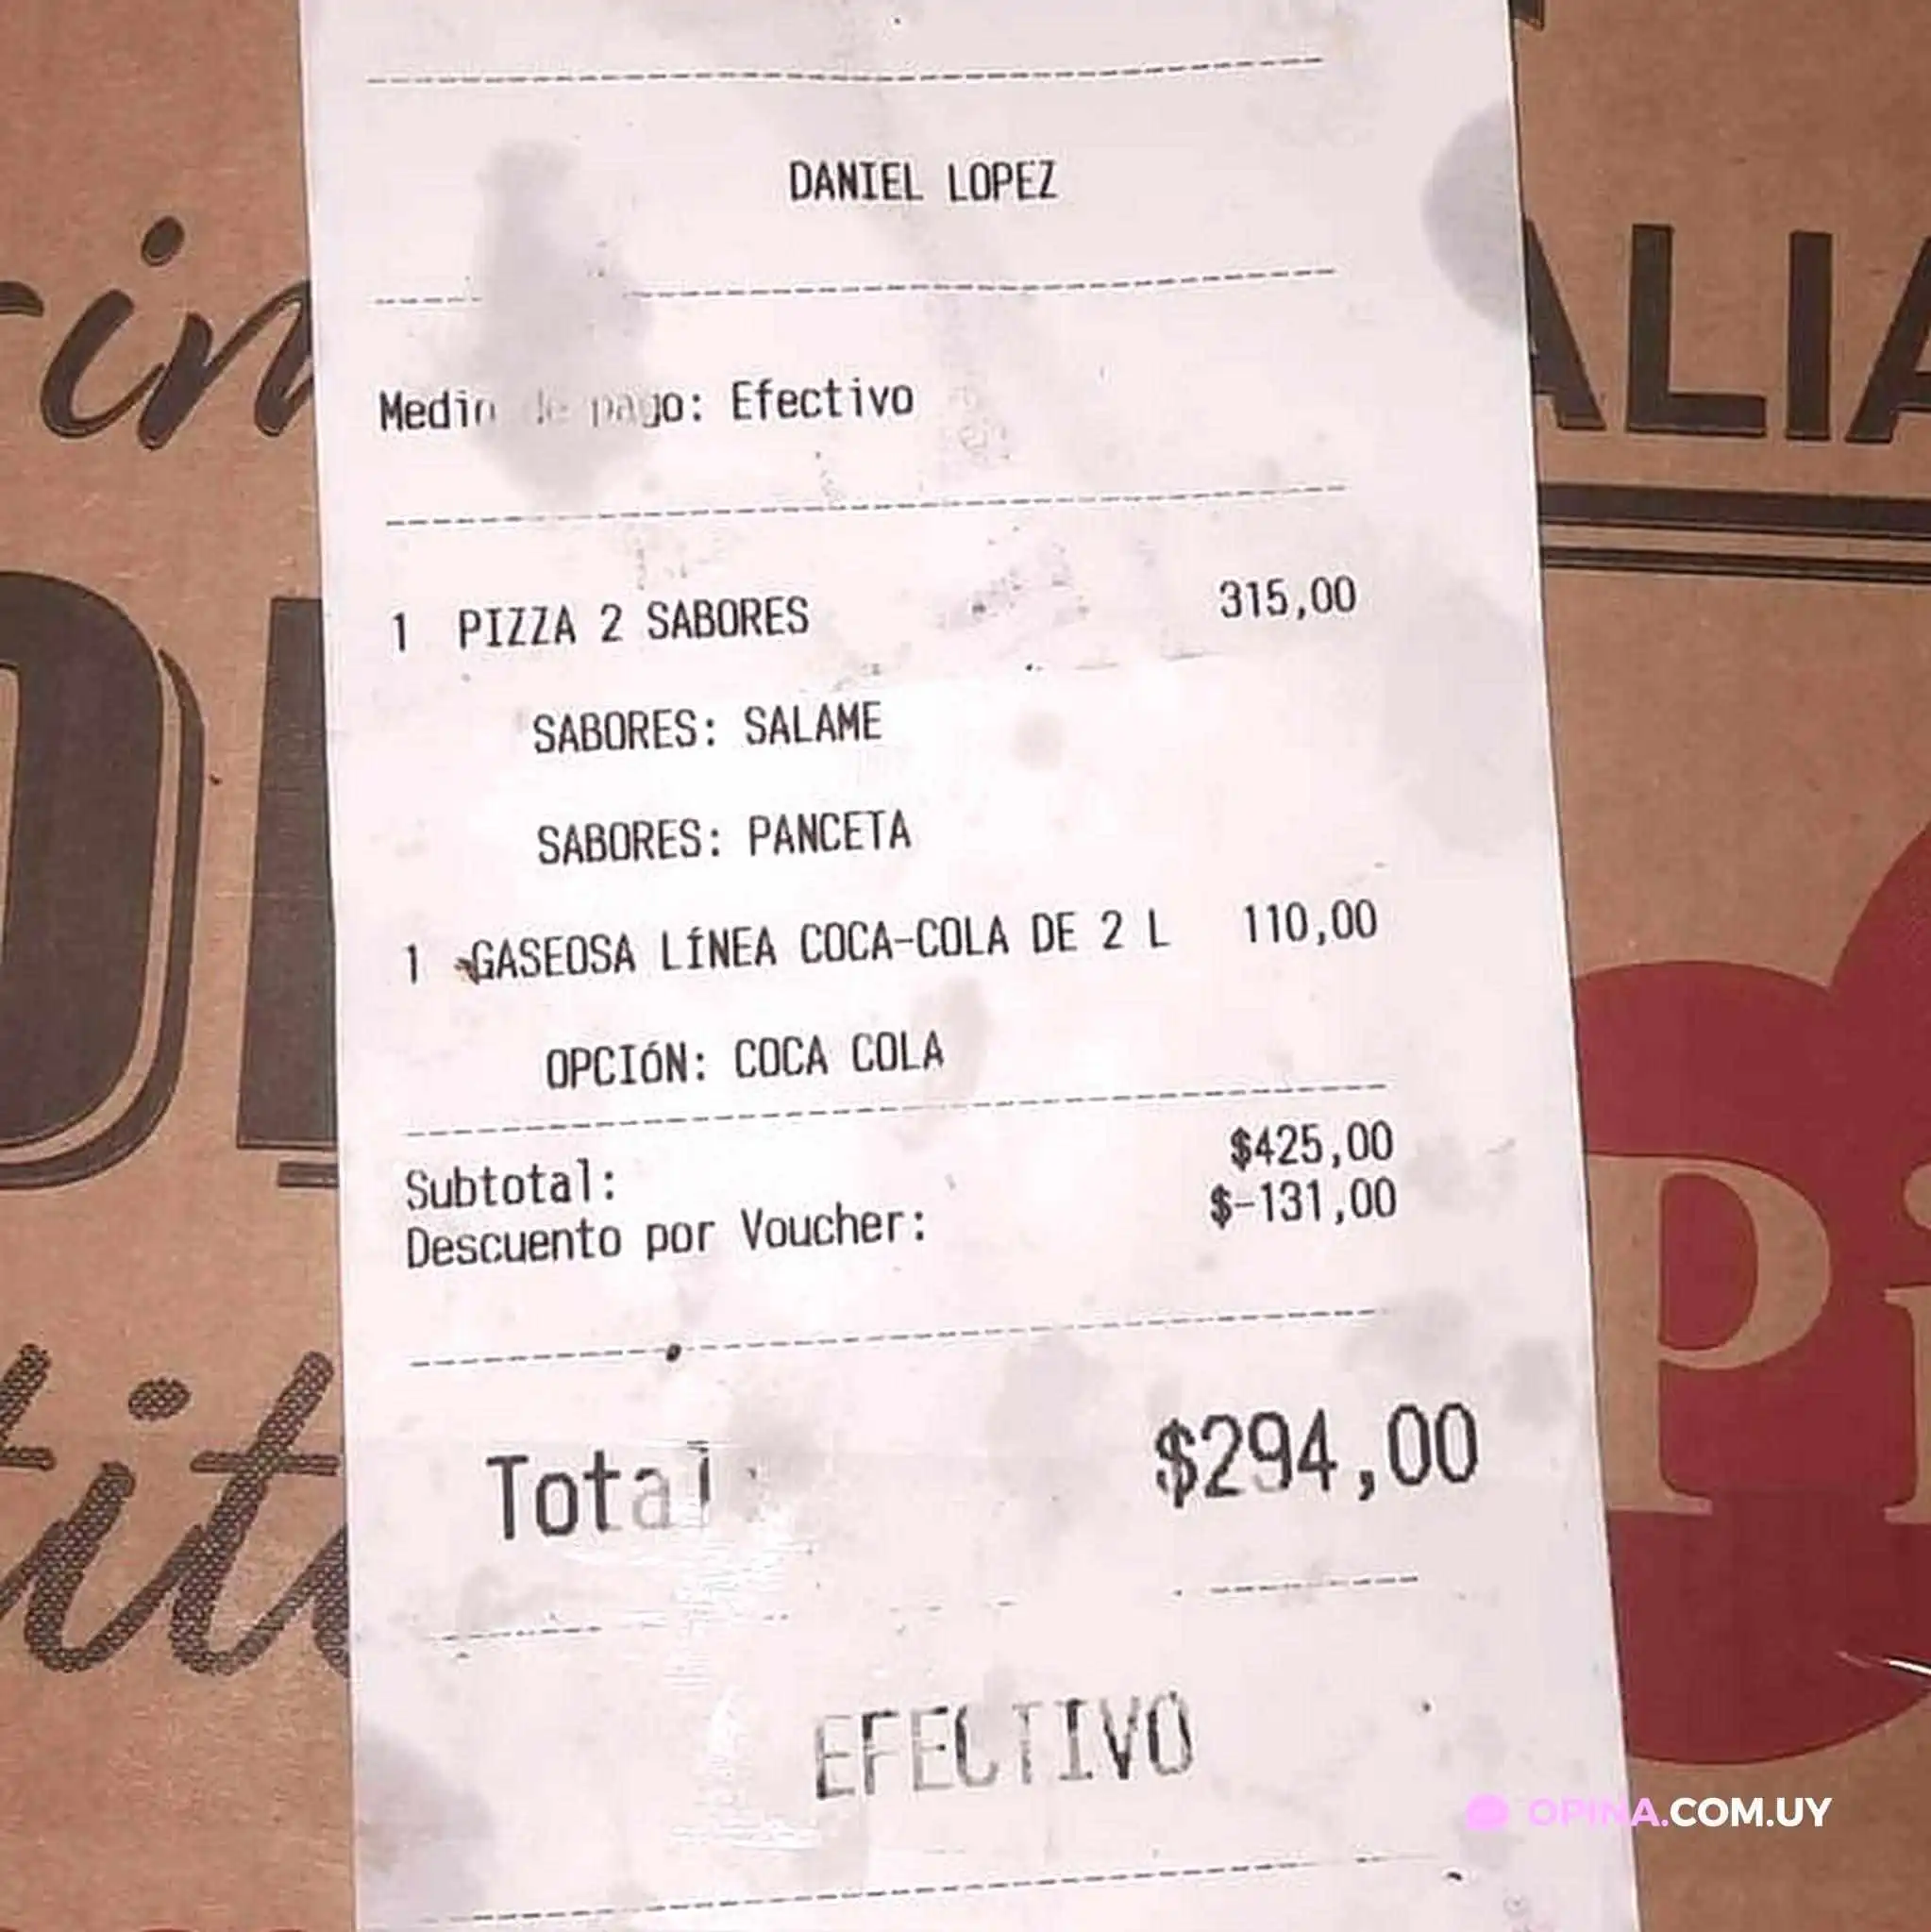 DANIEL LOPEZ
Medio de pago: Efectivo
1 PIZZA 2 SABORES 315,00
SABORES: SALAME
SABORES: PANCETA
1 GASEOSA LÍNEA COCA-COLA DE 2 L 110,00
OPCIÓN: COCA COLA
Subtotal: $425,00
Descuento por Voucher: $-131,00
Total: $294,00
EFECTIVO
OPINA.COM.UY